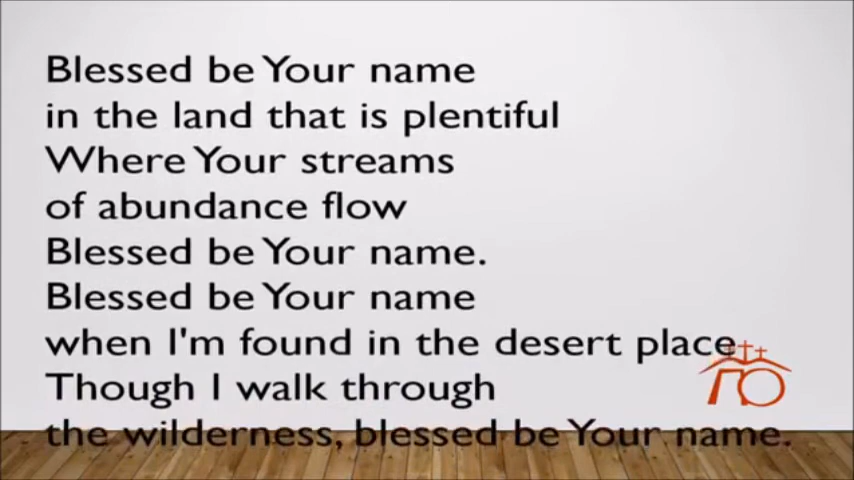 Blessed be Your name
in the land that is plentiful
Where Your streams
of abundance flow
Blessed be Your name.
Blessed be Your name
when I'm found in the desert place
Though I walk through
the wilderness, blessed be Your name.